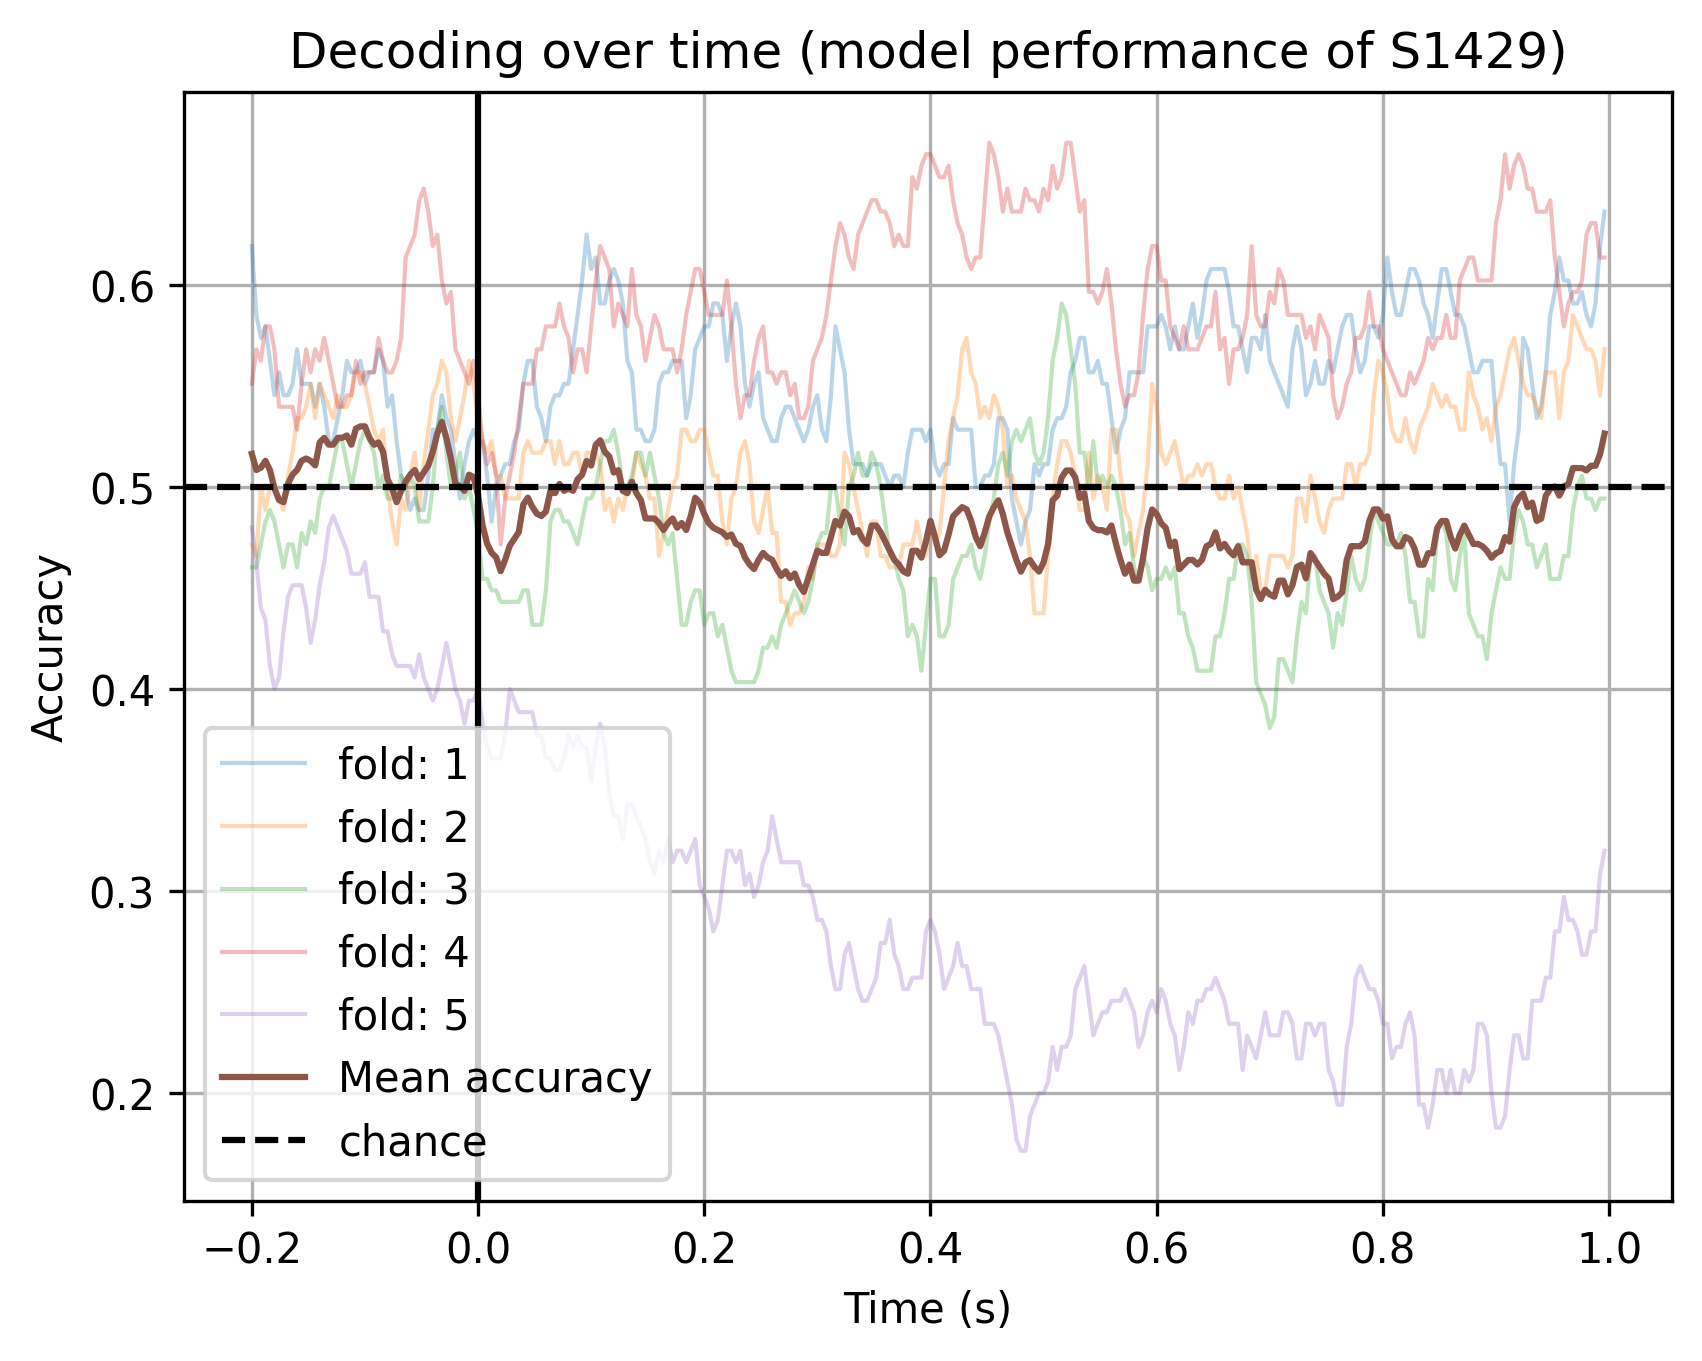 Decoding over time (model performance of S1429)
Accuracy
0.6
0.5
0.4
0.3
0.2
fold: 1
fold: 2
fold: 3
fold: 4
fold: 5
Mean accuracy
chance
−0.2 0.0 0.2 0.4 0.6 0.8 1.0
Time (s)